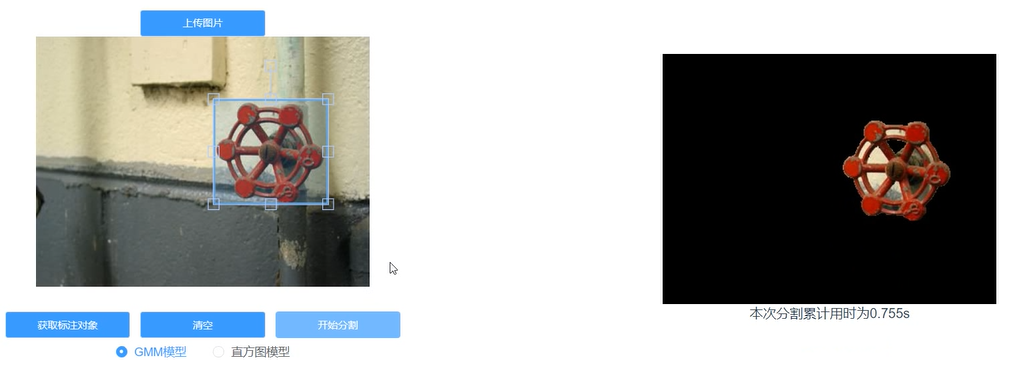 上传图片
获取标注对象
清空
开始分割
GMM模型
直方图模型
本次分割累计用时为0.755s